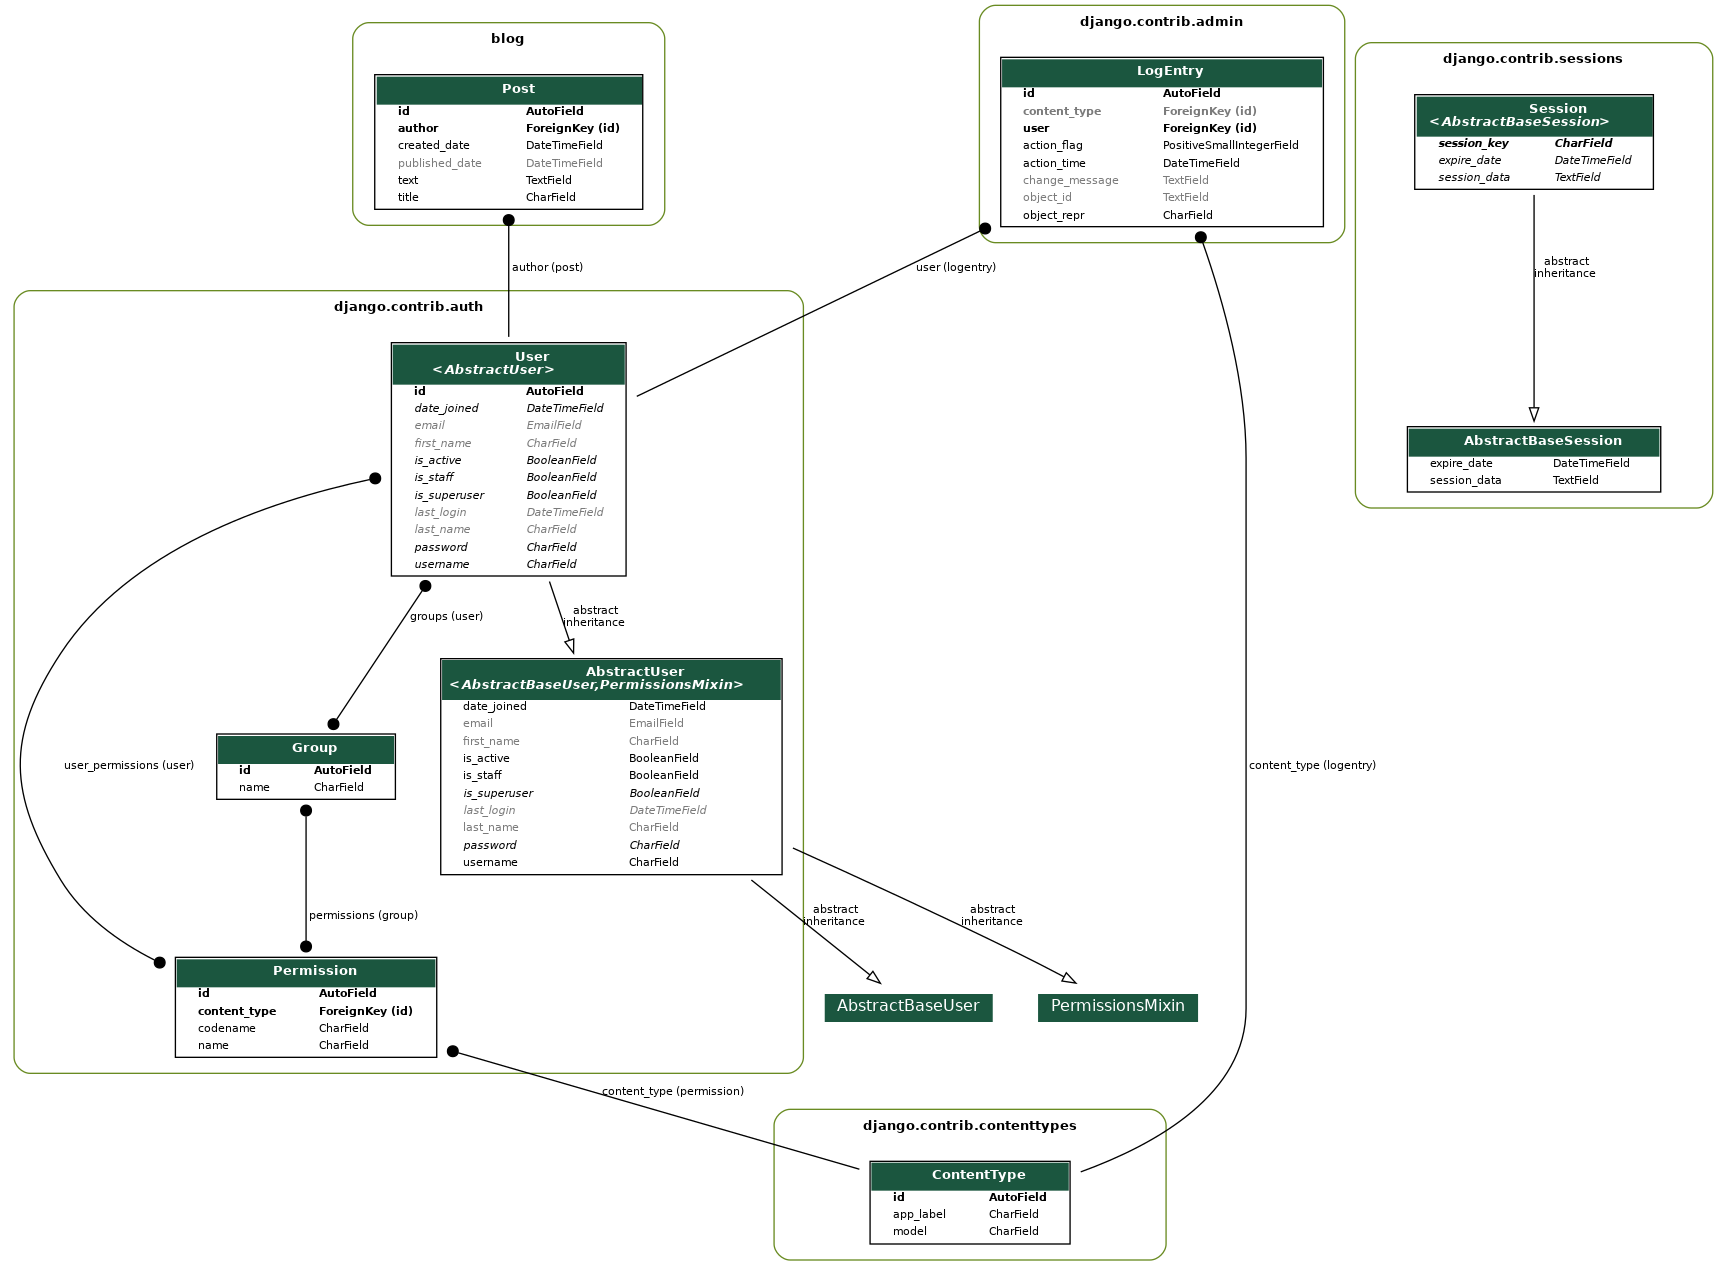 blog
Post
id AutoField
author ForeignKey (id)
created_date DateTimeField
published_date DateTimeField
text TextField
title CharField
django.contrib.admin
LogEntry
id AutoField
content_type ForeignKey (id)
user ForeignKey (id)
action_flag PositiveSmallIntegerField
action_time DateTimeField
change_message TextField
object_id TextField
object_repr CharField
django.contrib.sessions
Session
<AbstractBaseSession>
session_key CharField
expire_date DateTimeField
session_data TextField
abstract
inheritance
AbstractBaseSession
expire_date DateTimeField
session_data TextField
author (post)
user (logentry)
django.contrib.auth
User
<AbstractUser>
id AutoField
date_joined DateTimeField
email EmailField
first_name CharField
is_active BooleanField
is_staff BooleanField
is_superuser BooleanField
last_login DateTimeField
last_name CharField
password CharField
username CharField
groups (user)
abstract
inheritance
AbstractUser
<AbstractBaseUser,PermissionsMixin>
date_joined DateTimeField
email EmailField
first_name CharField
is_active BooleanField
is_staff BooleanField
is_superuser BooleanField
last_login DateTimeField
last_name CharField
password CharField
username CharField
user_permissions (user)
Group
id AutoField
name CharField
content_type (logentry)
permissions (group)
abstract
inheritance
abstract
inheritance
Permission
id AutoField
content_type ForeignKey (id)
codename CharField
name CharField
AbstractBaseUser
PermissionsMixin
content_type (permission)
django.contrib.contenttypes
ContentType
id AutoField
app_label CharField
model CharField